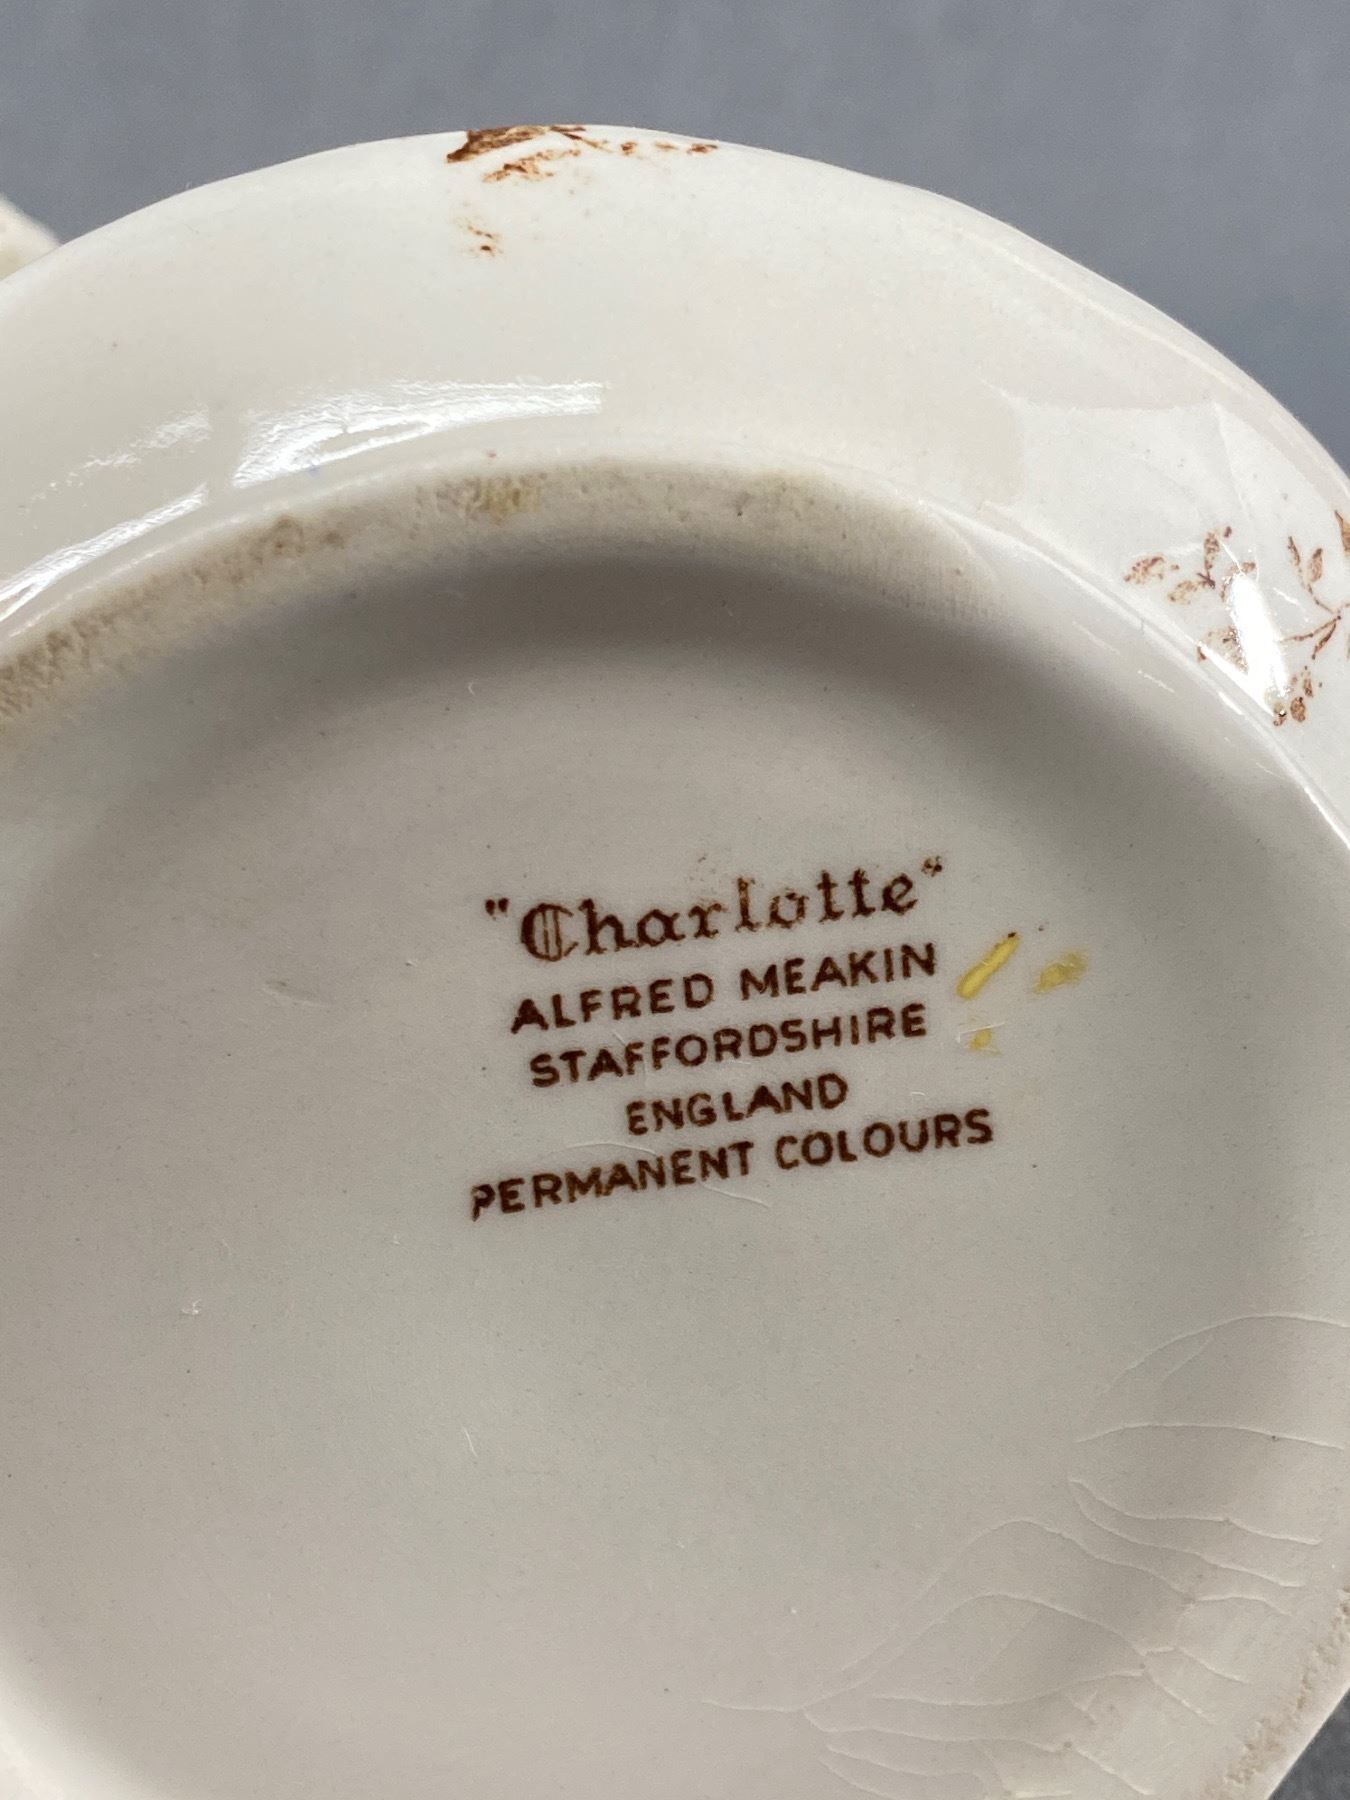 "Charlotte"
ALFRED MEAKIN
STAFFORDSHIRE
ENGLAND
PERMANENT COLOURS